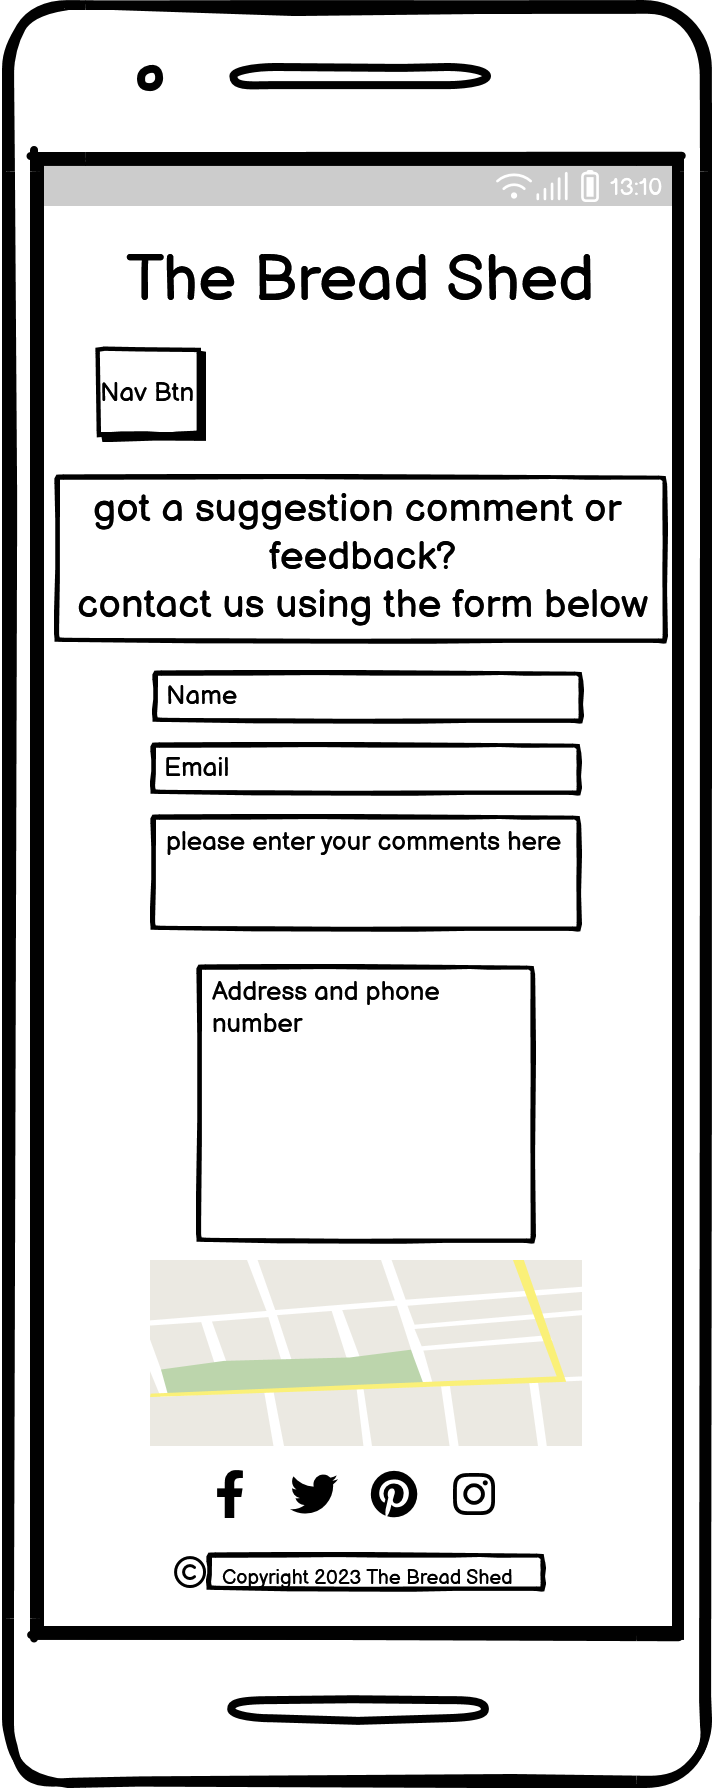 13:10
The Bread Shed
Nav Btn
got a suggestion comment or
feedback?
contact us using the form below
Name
Email
please enter your comments here
Address and phone
number
© Copyright 2023 The Bread Shed